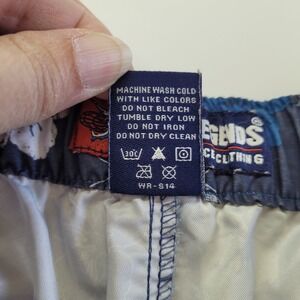 MACHINE WASH COLD
WITH LIKE COLORS
DO NOT BLEACH
TUMBLE DRY LOW
DO NOT IRON
DO NOT DRY CLEAN
30°C
WR-S14
EGENDS
CLOTHING